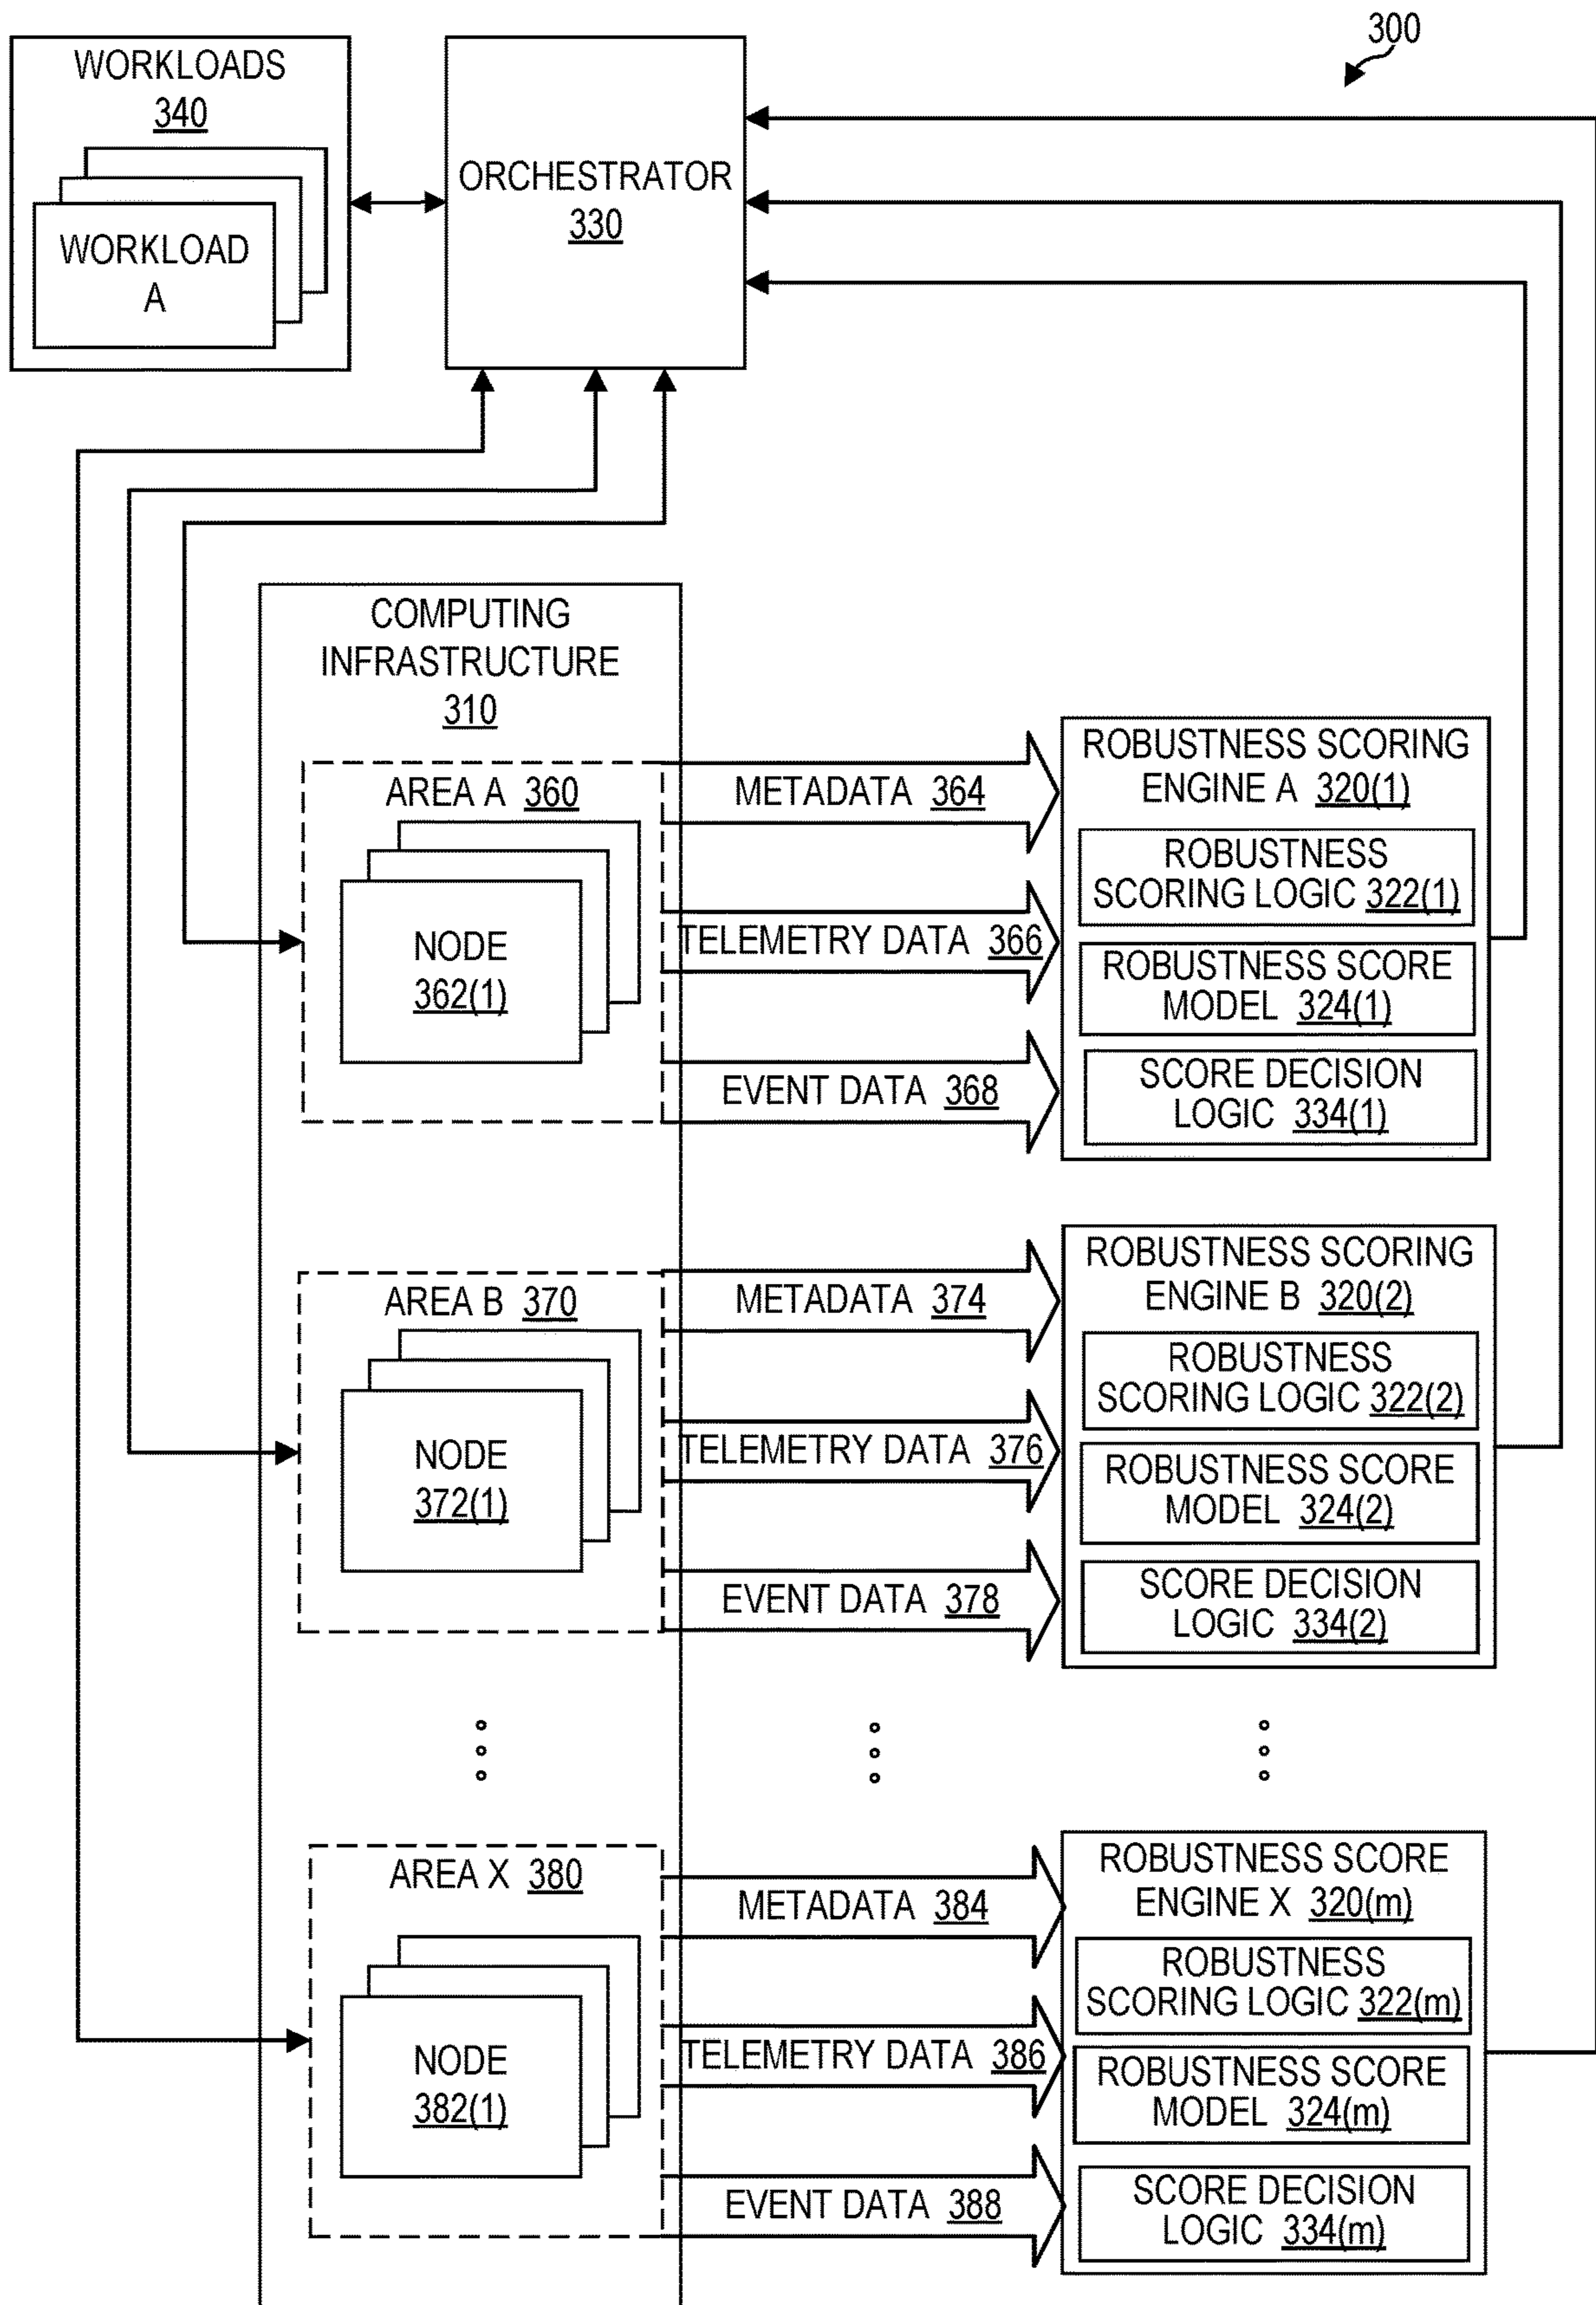 300
WORKLOADS
340
WORKLOAD
A
ORCHESTRATOR
330
COMPUTING
INFRASTRUCTURE
310
AREA A 360
NODE
362(1)
METADATA 364
TELEMETRY DATA 366
EVENT DATA 368
ROBUSTNESS SCORING
ENGINE A 320(1)
ROBUSTNESS
SCORING LOGIC 322(1)
ROBUSTNESS SCORE
MODEL 324(1)
SCORE DECISION
LOGIC 334(1)
AREA B 370
NODE
372(1)
METADATA 374
TELEMETRY DATA 376
EVENT DATA 378
ROBUSTNESS SCORING
ENGINE B 320(2)
ROBUSTNESS
SCORING LOGIC 322(2)
ROBUSTNESS SCORE
MODEL 324(2)
SCORE DECISION
LOGIC 334(2)
AREA X 380
NODE
382(1)
METADATA 384
TELEMETRY DATA 386
EVENT DATA 388
ROBUSTNESS SCORE
ENGINE X 320(m)
ROBUSTNESS
SCORING LOGIC 322(m)
ROBUSTNESS SCORE
MODEL 324(m)
SCORE DECISION
LOGIC 334(m)